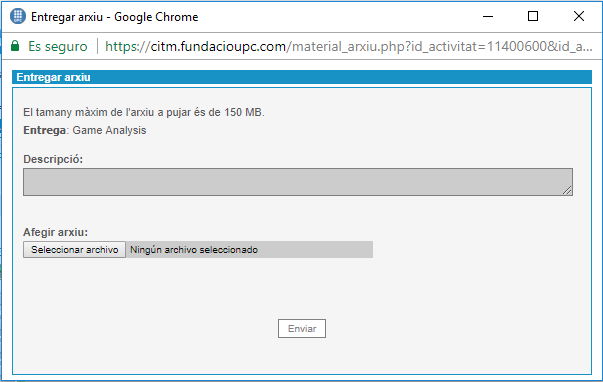 Entregar arxiu - Google Chrome
Es seguro https://citm.fundacioupc.com/material_arxiu.php?id_activitat=11400600&id_a...
Entregar arxiu
El tamany màxim de l'arxiu a pujar és de 150 MB.
Entrega: Game Analysis
Descripció:
Afegir arxiu:
Seleccionar archivo Ningún archivo seleccionado
Enviar